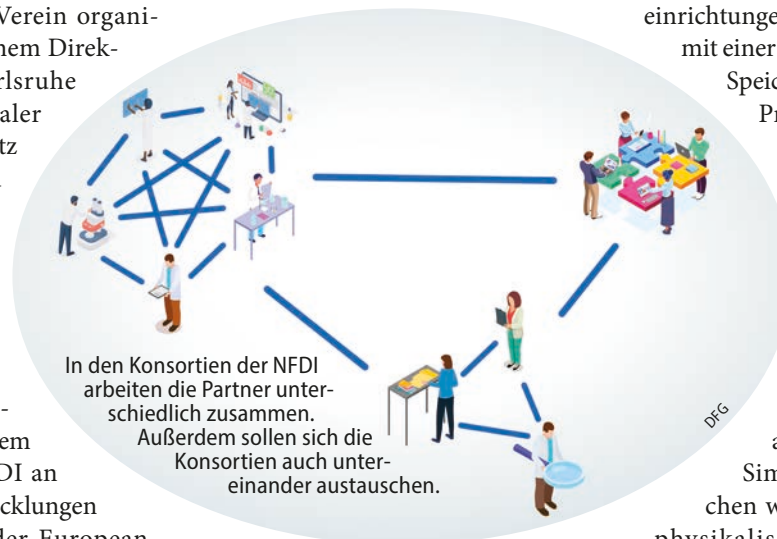 Verein organi-
nem Direk-
rlsruhe
aler
tz
-
em
DI an
cklungen
der European
In den Konsortien der NFDI
arbeiten die Partner unter-
schiedlich zusammen.
Außerdem sollen sich die
Konsortien auch unter-
einander austauschen.
DFG
einrichtunge
mit einer
Speic
Pr
a
Sim
chen w
physikalis